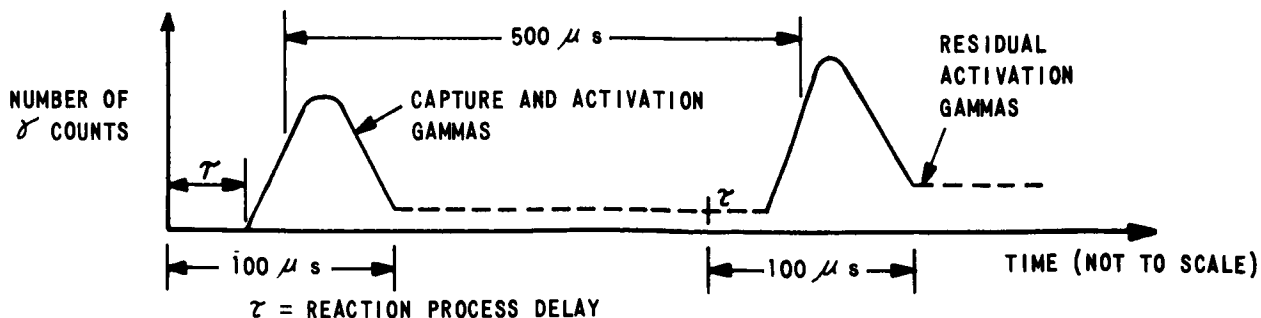 500 μ s
RESIDUAL
ACTIVATION
GAMMAS
NUMBER OF
γ COUNTS
CAPTURE AND ACTIVATION
GAMMAS
τ
τ
100 μ s
100 μ s
TIME (NOT TO SCALE)
τ = REACTION PROCESS DELAY